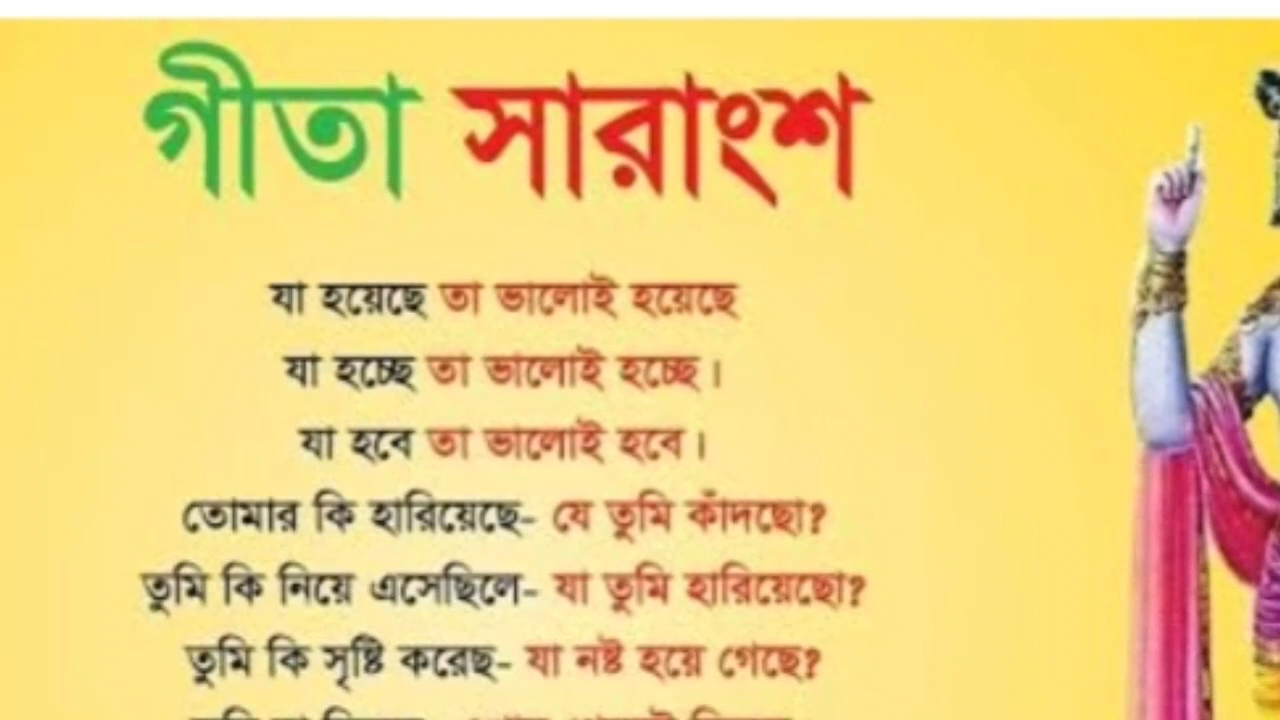 গীতা সারাংশ
যা হয়েছে তা ভালোই হয়েছে
যা হচ্ছে তা ভালোই হচ্ছে।
যা হবে তা ভালোই হবে।
তোমার কি হারিয়েছে- যে তুমি কাঁদছো?
তুমি কি নিয়ে এসেছিলে- যা তুমি হারিয়েছো?
তুমি কি সৃষ্টি করেছ- যা নষ্ট হয়ে গেছে?